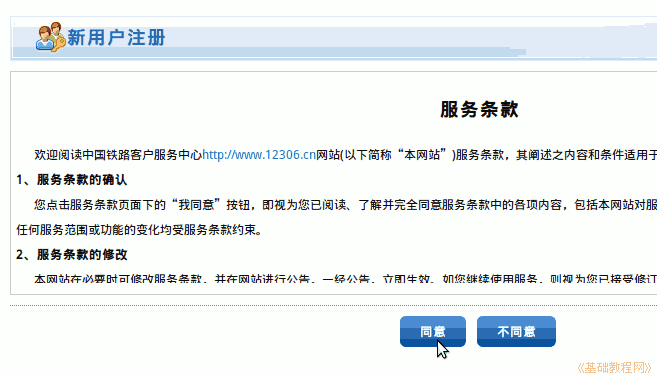 新用户注册
服务条款
欢迎阅读中国铁路客户服务中心http://www.12306.cn网站(以下简称“本网站”)服务条款，其阐述之内容和条件适用于
1、服务条款的确认
您点击服务条款页面下的“我同意”按钮，即视为您已阅读、了解并完全同意服务条款中的各项内容，包括本网站对服
任何服务范围或功能的变化均受服务条款约束。
2、服务条款的修改
本网站在必要时可修改服务条款，并在网站进行公告，一经公告，立即生效。如您继续使用服务，则视为您已接受修订
同意 不同意
《基础教程网》